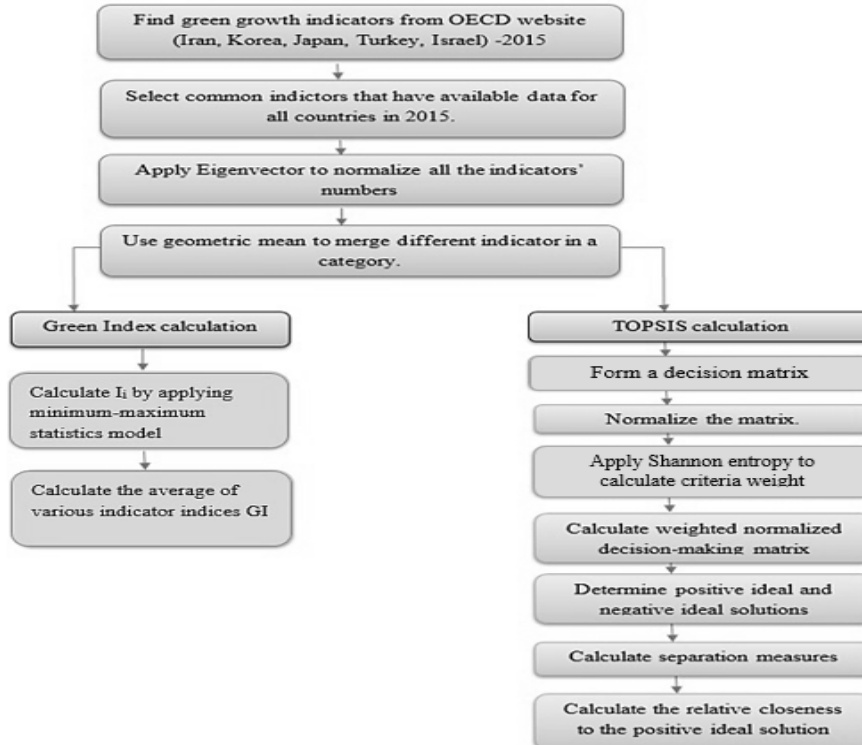 Find green growth indicators from OECD website
(Iran, Korea, Japan, Turkey, Israel) -2015
Select common indictors that have available data for
all countries in 2015.
Apply Eigenvector to normalize all the indicators'
numbers
Use geometric mean to merge different indicator in a
category.
Green Index calculation
Calculate Iᵢ by applying
minimum-maximum
statistics model
Calculate the average of
various indicator indices GI
TOPSIS calculation
Form a decision matrix
Normalize the matrix.
Apply Shannon entropy to
calculate criteria weight
Calculate weighted normalized
decision-making matrix
Determine positive ideal and
negative ideal solutions
Calculate separation measures
Calculate the relative closeness
to the positive ideal solution